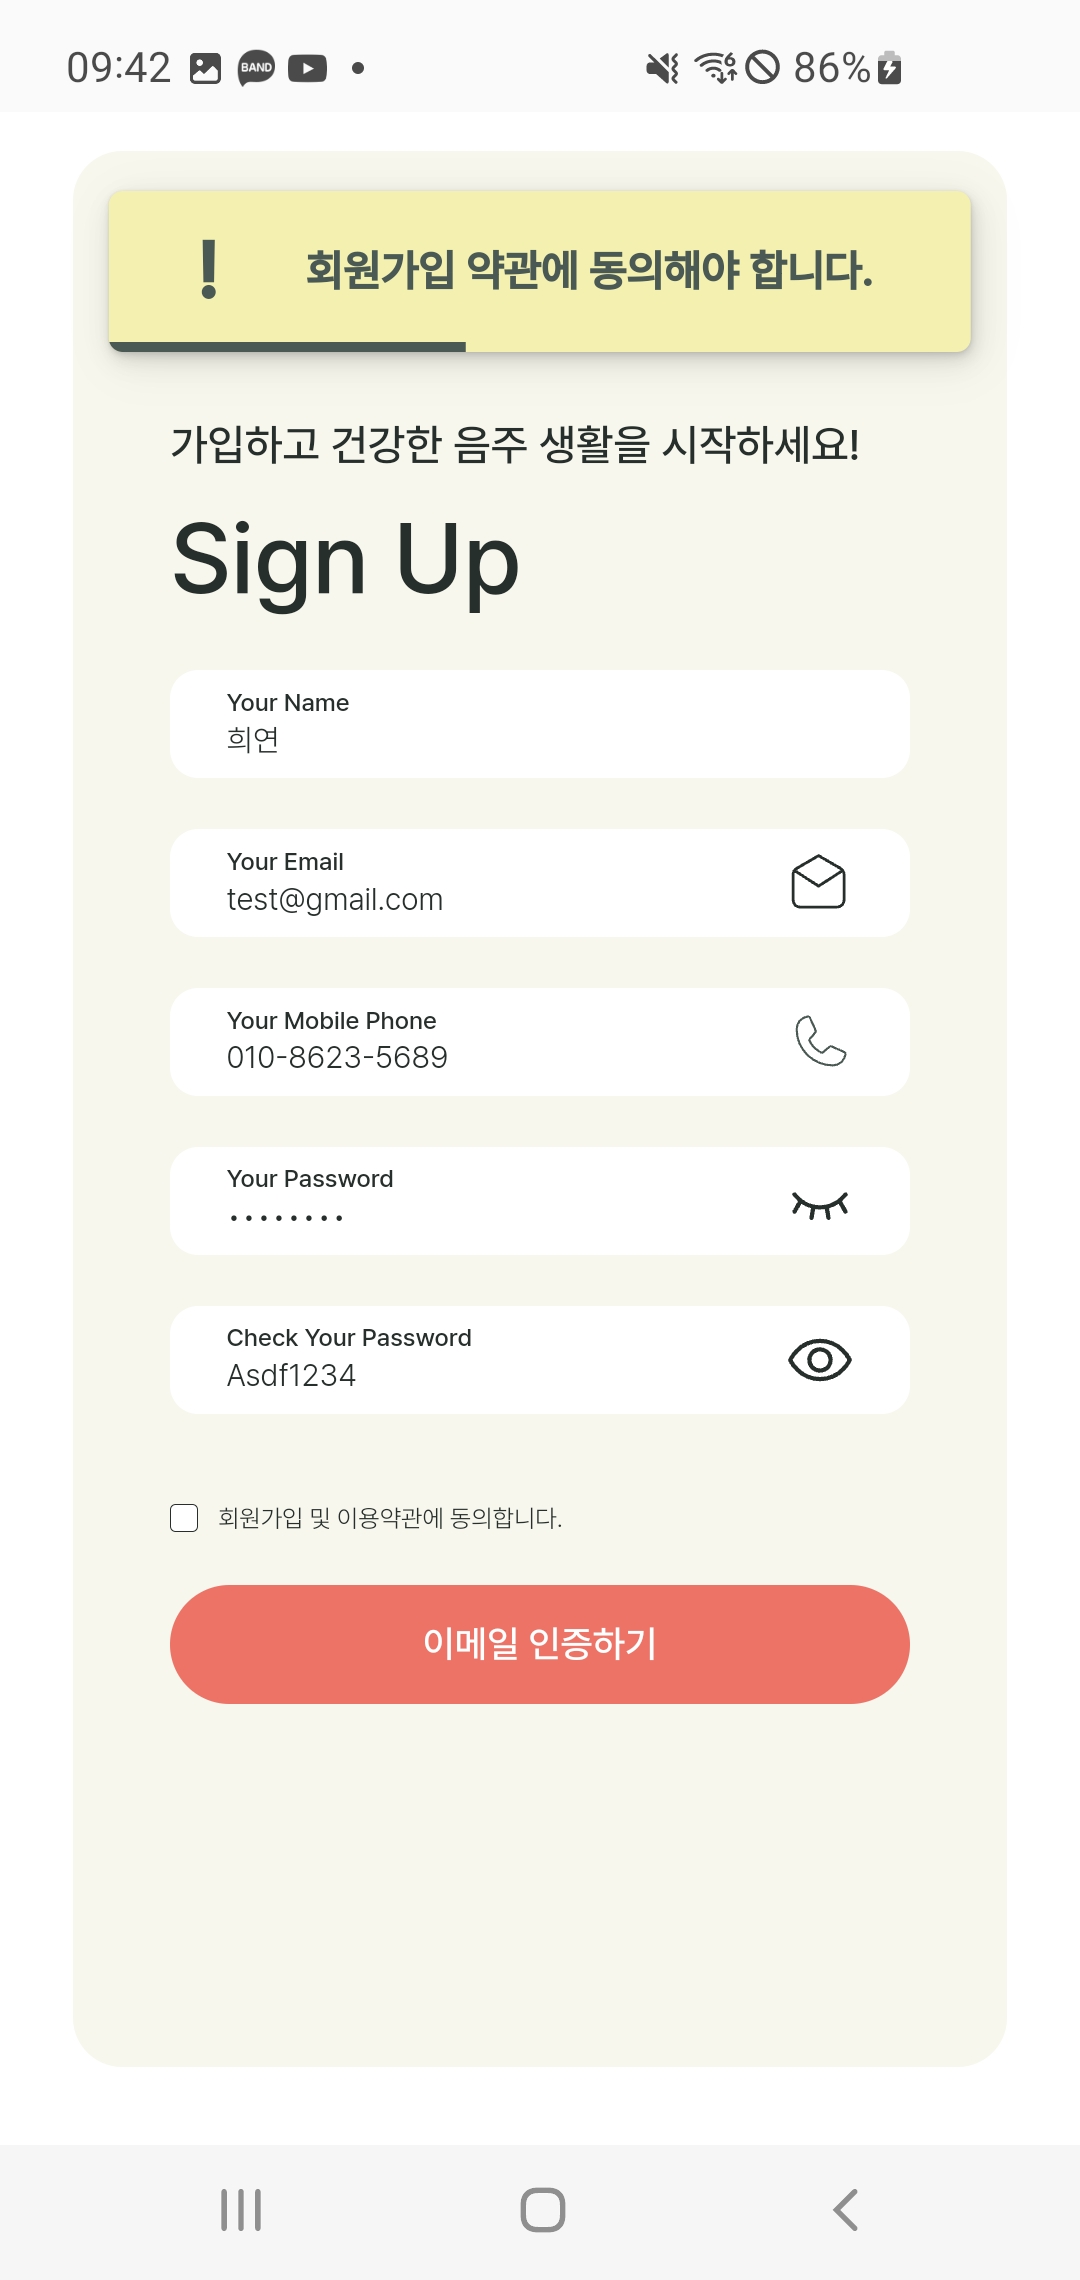 09:42
BAND
6
86%
회원가입 약관에 동의해야 합니다.
가입하고 건강한 음주 생활을 시작하세요!
Sign Up
Your Name
희연
Your Email
test@gmail.com
Your Mobile Phone
010-8623-5689
Your Password
••••••••
Check Your Password
Asdf1234
회원가입 및 이용약관에 동의합니다.
이메일 인증하기